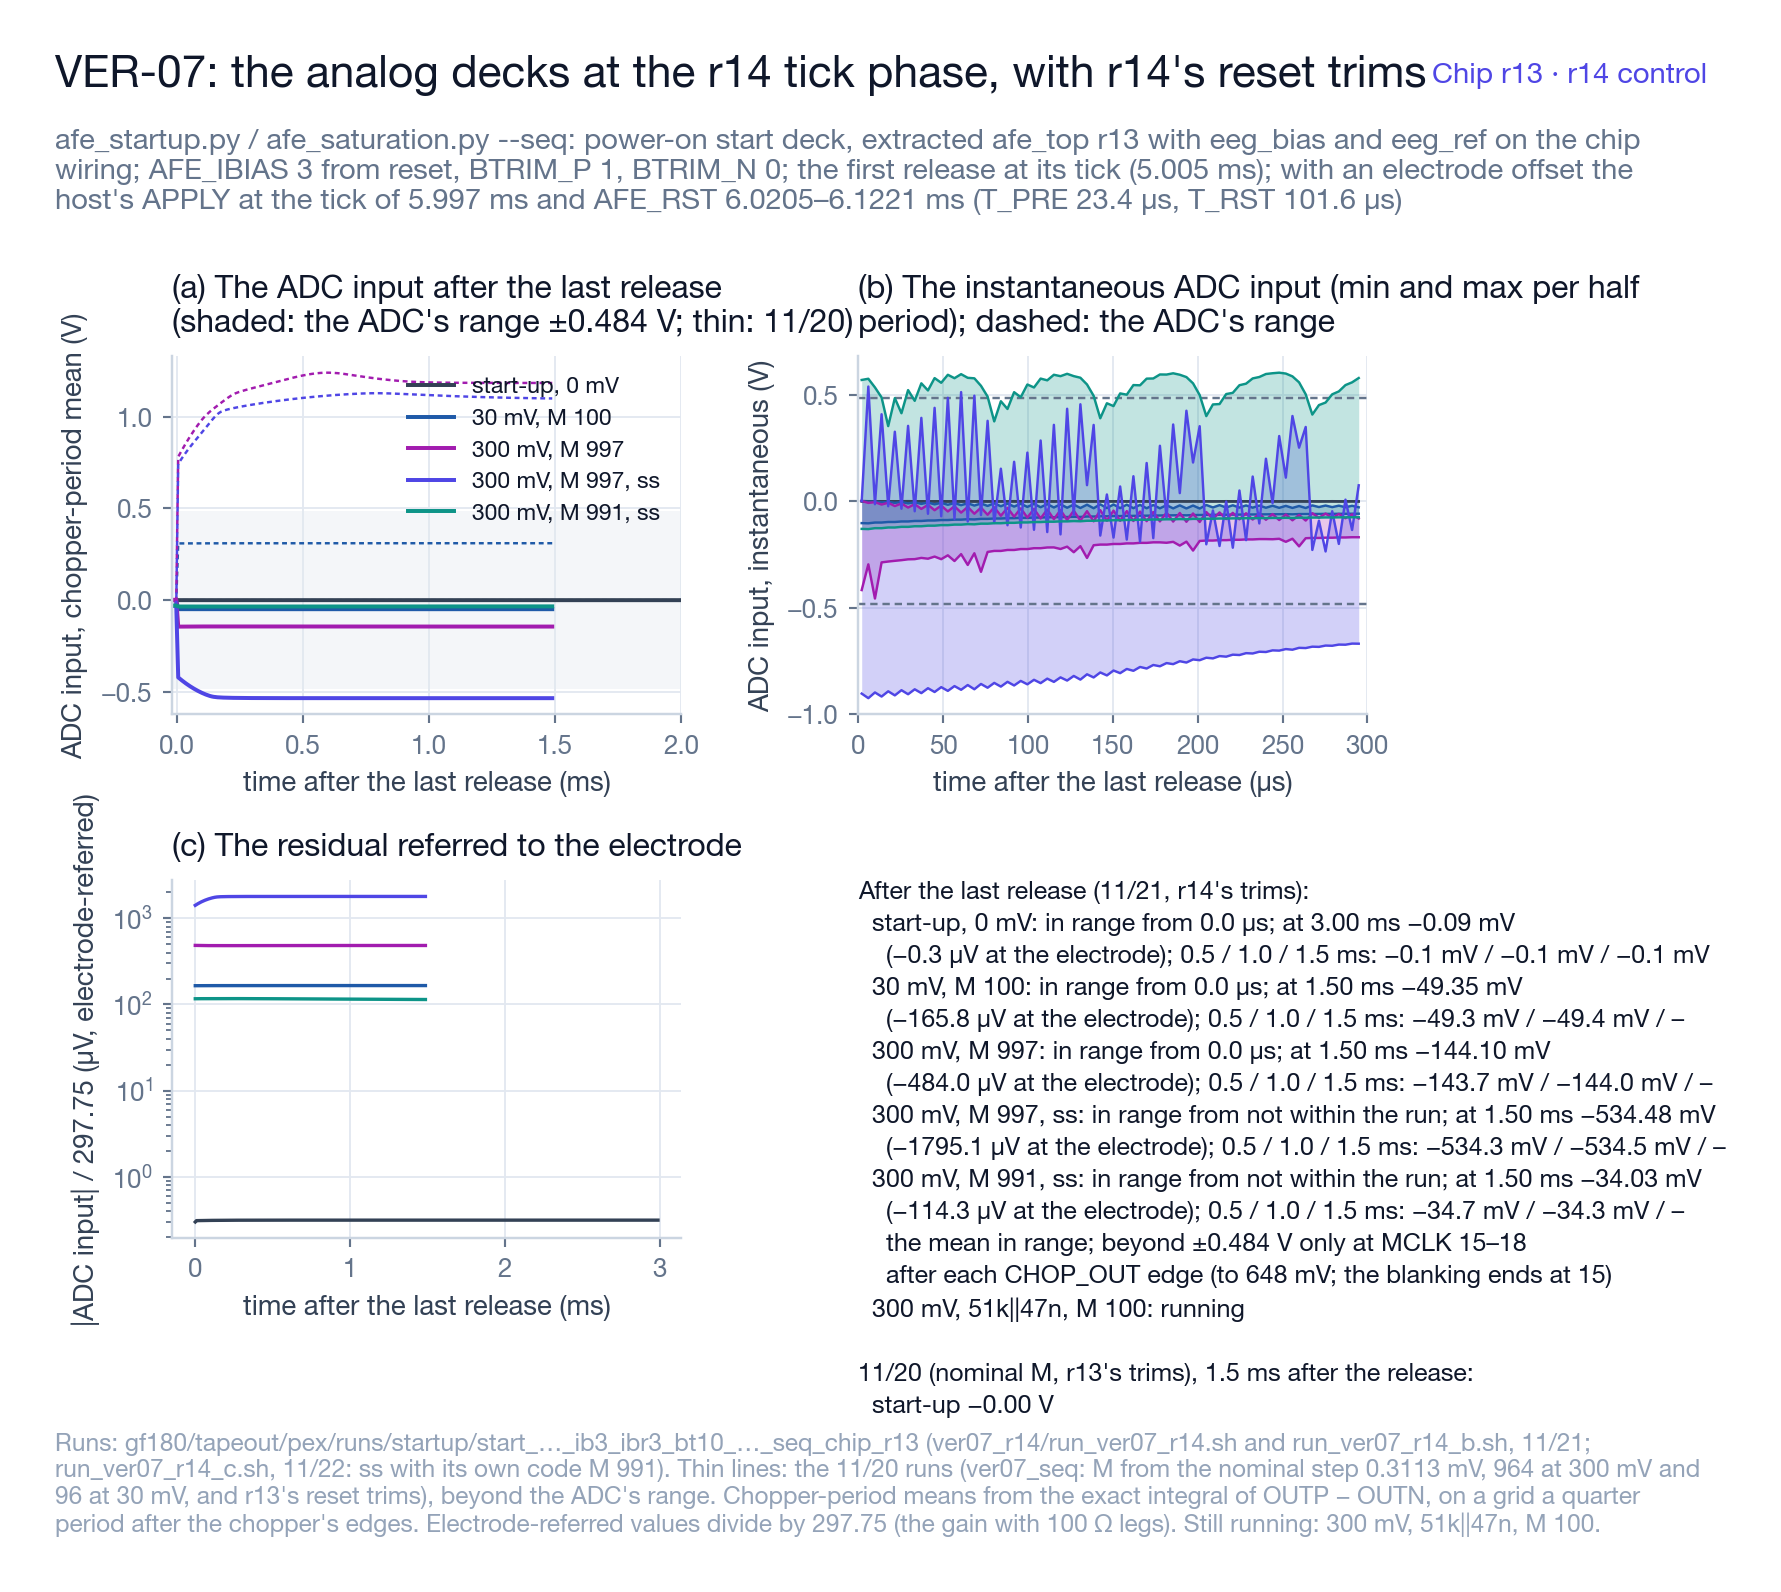 VER-07: the analog decks at the r14 tick phase, with r14's reset trims
Chip r13 · r14 control
afe_startup.py / afe_saturation.py --seq: power-on start deck, extracted afe_top r13 with eeg_bias and eeg_ref on the chip
wiring; AFE_IBIAS 3 from reset, BTRIM_P 1, BTRIM_N 0; the first release at its tick (5.005 ms); with an electrode offset the
host's APPLY at the tick of 5.997 ms and AFE_RST 6.0205–6.1221 ms (T_PRE 23.4 µs, T_RST 101.6 µs)
(a) The ADC input after the last release
(shaded: the ADC's range ±0.484 V; thin: 11/20)
ADC input, chopper-period mean (V)
1.0
0.5
0.0
−0.5
start-up, 0 mV
30 mV, M 100
300 mV, M 997
300 mV, M 997, ss
300 mV, M 991, ss
0.0
0.5
1.0
1.5
2.0
time after the last release (ms)
(b) The instantaneous ADC input (min and max per half
period); dashed: the ADC's range
ADC input, instantaneous (V)
0.5
0.0
−0.5
−1.0
0
50
100
150
200
250
300
time after the last release (µs)
(c) The residual referred to the electrode
|ADC input| / 297.75 (µV, electrode-referred)
10³
10²
10¹
10⁰
0
1
2
3
time after the last release (ms)
After the last release (11/21, r14's trims):
start-up, 0 mV: in range from 0.0 µs; at 3.00 ms −0.09 mV
(−0.3 µV at the electrode); 0.5 / 1.0 / 1.5 ms: −0.1 mV / −0.1 mV / −0.1 mV
30 mV, M 100: in range from 0.0 µs; at 1.50 ms −49.35 mV
(−165.8 µV at the electrode); 0.5 / 1.0 / 1.5 ms: −49.3 mV / −49.4 mV / –
300 mV, M 997: in range from 0.0 µs; at 1.50 ms −144.10 mV
(−484.0 µV at the electrode); 0.5 / 1.0 / 1.5 ms: −143.7 mV / −144.0 mV / –
300 mV, M 997, ss: in range from not within the run; at 1.50 ms −534.48 mV
(−1795.1 µV at the electrode); 0.5 / 1.0 / 1.5 ms: −534.3 mV / −534.5 mV / –
300 mV, M 991, ss: in range from not within the run; at 1.50 ms −34.03 mV
(−114.3 µV at the electrode); 0.5 / 1.0 / 1.5 ms: −34.7 mV / −34.3 mV / –
the mean in range; beyond ±0.484 V only at MCLK 15–18
after each CHOP_OUT edge (to 648 mV; the blanking ends at 15)
300 mV, 51k||47n, M 100: running
11/20 (nominal M, r13's trims), 1.5 ms after the release:
start-up −0.00 V
Runs: gf180/tapeout/pex/runs/startup/start_…_ib3_ibr3_bt10_…_seq_chip_r13 (ver07_r14/run_ver07_r14.sh and run_ver07_r14_b.sh, 11/21;
run_ver07_r14_c.sh, 11/22: ss with its own code M 991). Thin lines: the 11/20 runs (ver07_seq: M from the nominal step 0.3113 mV, 964 at 300 mV and
96 at 30 mV, and r13's reset trims), beyond the ADC's range. Chopper-period means from the exact integral of OUTP − OUTN, on a grid a quarter
period after the chopper's edges. Electrode-referred values divide by 297.75 (the gain with 100 Ω legs). Still running: 300 mV, 51k||47n, M 100.